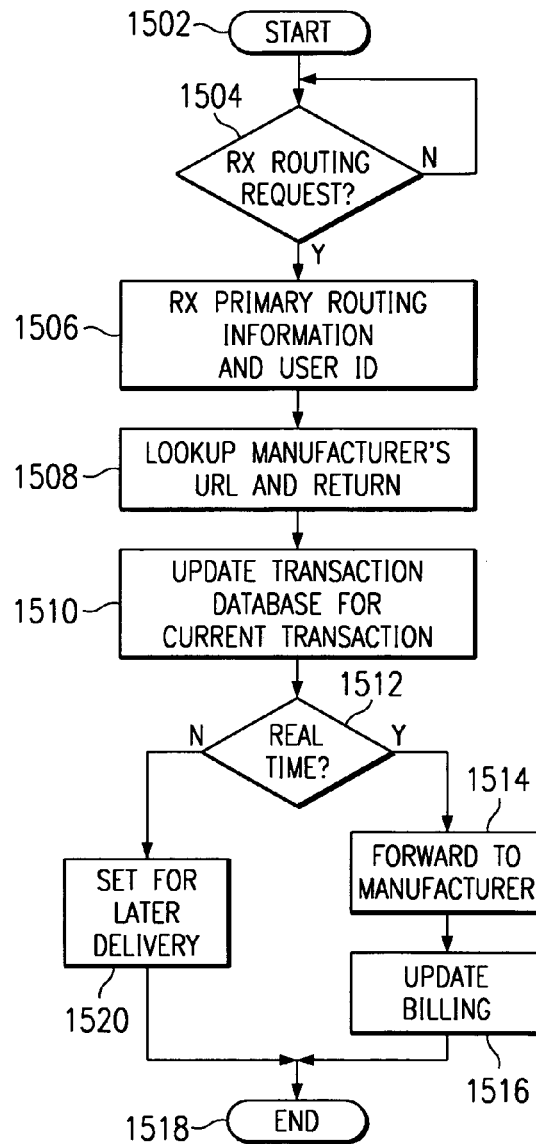 1502
START
1504
RX ROUTING
REQUEST?
N
Y
1506
RX PRIMARY ROUTING
INFORMATION
AND USER ID
1508
LOOKUP MANUFACTURER'S
URL AND RETURN
1510
UPDATE TRANSACTION
DATABASE FOR
CURRENT TRANSACTION
1512
N
REAL
TIME?
Y
1514
FORWARD TO
MANUFACTURER
SET FOR
LATER
DELIVERY
1520
UPDATE
BILLING
1516
1518
END